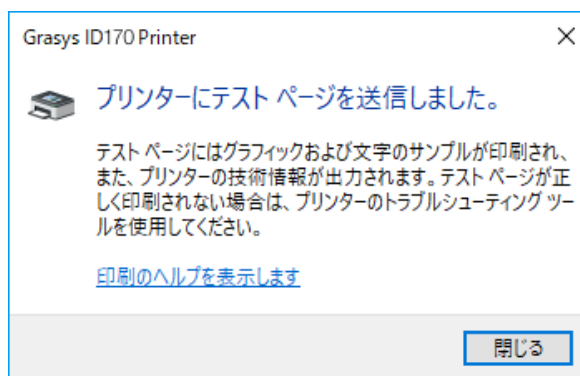 Grasys ID170 Printer
プリンターにテスト ページを送信しました。
テスト ページにはグラフィックおよび文字のサンプルが印刷され、
また、プリンターの技術情報が出力されます。テスト ページが正
しく印刷されない場合は、プリンターのトラブルシューティング ツー
ルを使用してください。
印刷のヘルプを表示します
閉じる